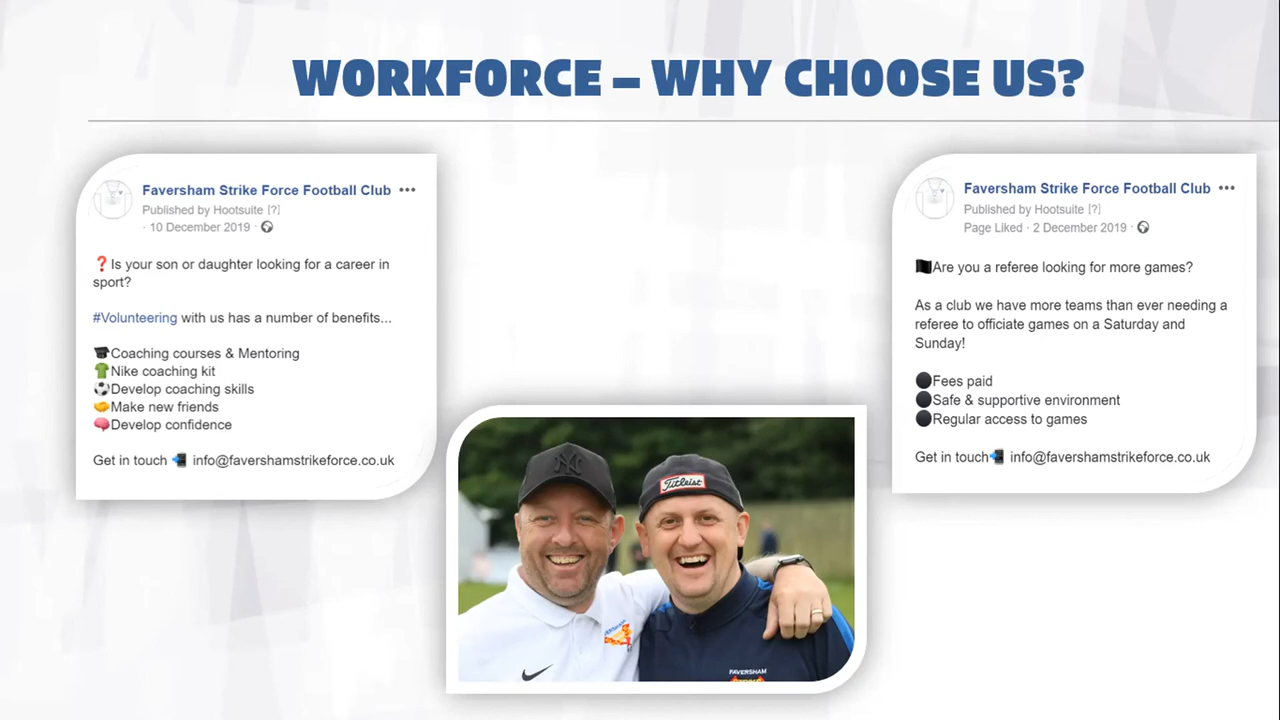 WORKFORCE – WHY CHOOSE US?
Faversham Strike Force Football Club
Published by Hootsuite [?]
· 10 December 2019 ·
❓Is your son or daughter looking for a career in
sport?
#Volunteering with us has a number of benefits...
🎓Coaching courses & Mentoring
👕Nike coaching kit
⚽Develop coaching skills
🤝Make new friends
🧠Develop confidence
Get in touch 📲 info@favershamstrikeforce.co.uk
Faversham Strike Force Football Club
Published by Hootsuite [?]
Page Liked · 2 December 2019 ·
🏴Are you a referee looking for more games?
As a club we have more teams than ever needing a
referee to officiate games on a Saturday and
Sunday!
⚫Fees paid
⚫Safe & supportive environment
⚫Regular access to games
Get in touch📲 info@favershamstrikeforce.co.uk
NY
Titleist
FAVERSHAM
FAVERSHAM